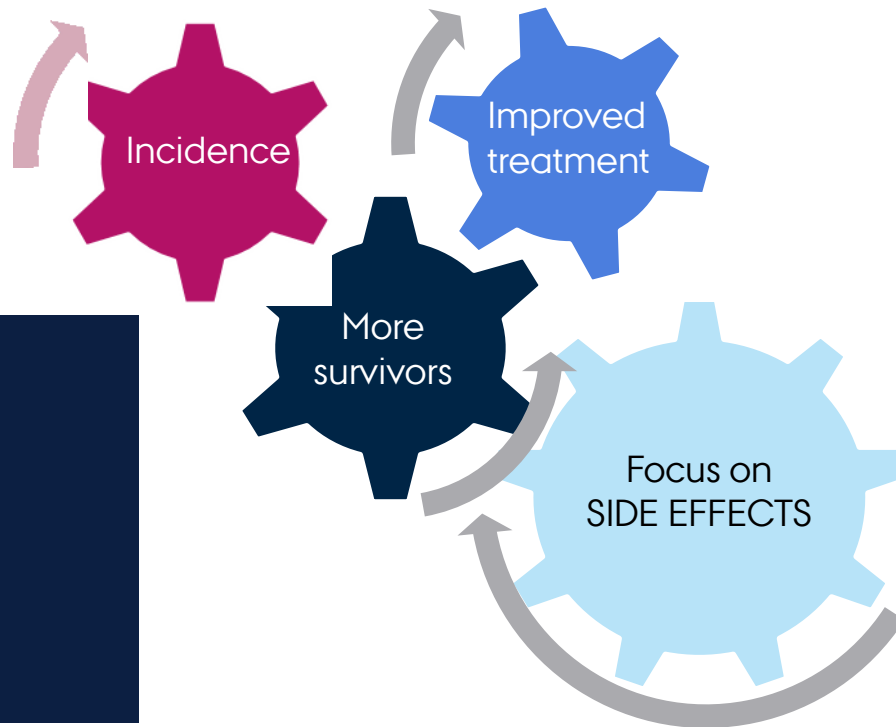 Incidence
Improved
treatment
More
survivors
Focus on
SIDE EFFECTS